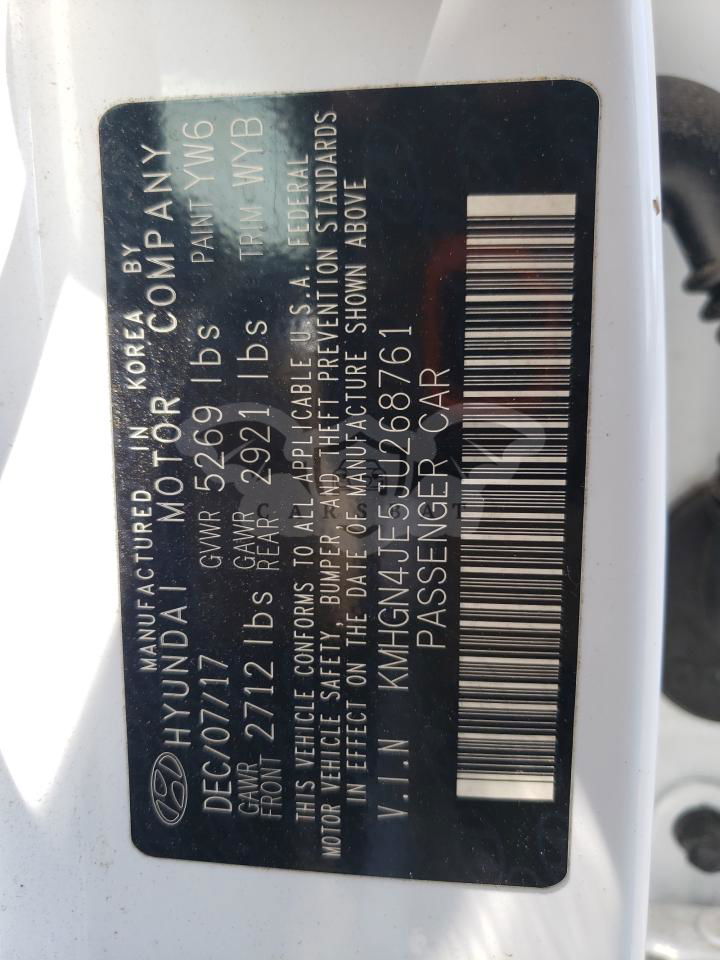 MANUFACTURED IN KOREA BY
HYUNDAI MOTOR COMPANY
DEC/07/17 GVWR 5269 lbs PAINT YW6
GAWR FRONT 2712 lbs GAWR REAR 2921 lbs TRIM WYB
THIS VEHICLE CONFORMS TO ALL APPLICABLE U.S.A. FEDERAL
MOTOR VEHICLE SAFETY, BUMPER, AND THEFT PREVENTION STANDARDS
IN EFFECT ON THE DATE OF MANUFACTURE SHOWN ABOVE
V.I.N KMHGN4JE5JU268761
PASSENGER CAR
CARSBAT